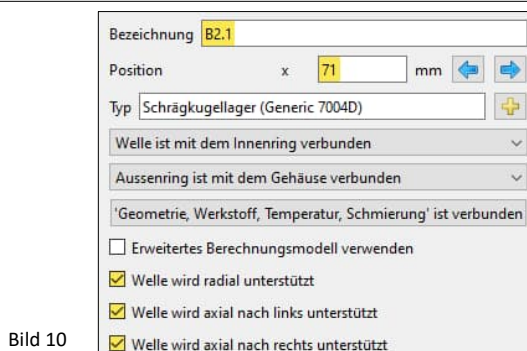 Bezeichnung B2.1
Position x 71 mm
Typ Schrägkugellager (Generic 7004D)
Welle ist mit dem Innenring verbunden
Aussenring ist mit dem Gehäuse verbunden
'Geometrie, Werkstoff, Temperatur, Schmierung' ist verbunden
Erweitertes Berechnungsmodell verwenden
Welle wird radial unterstützt
Welle wird axial nach links unterstützt
Welle wird axial nach rechts unterstützt
Bild 10